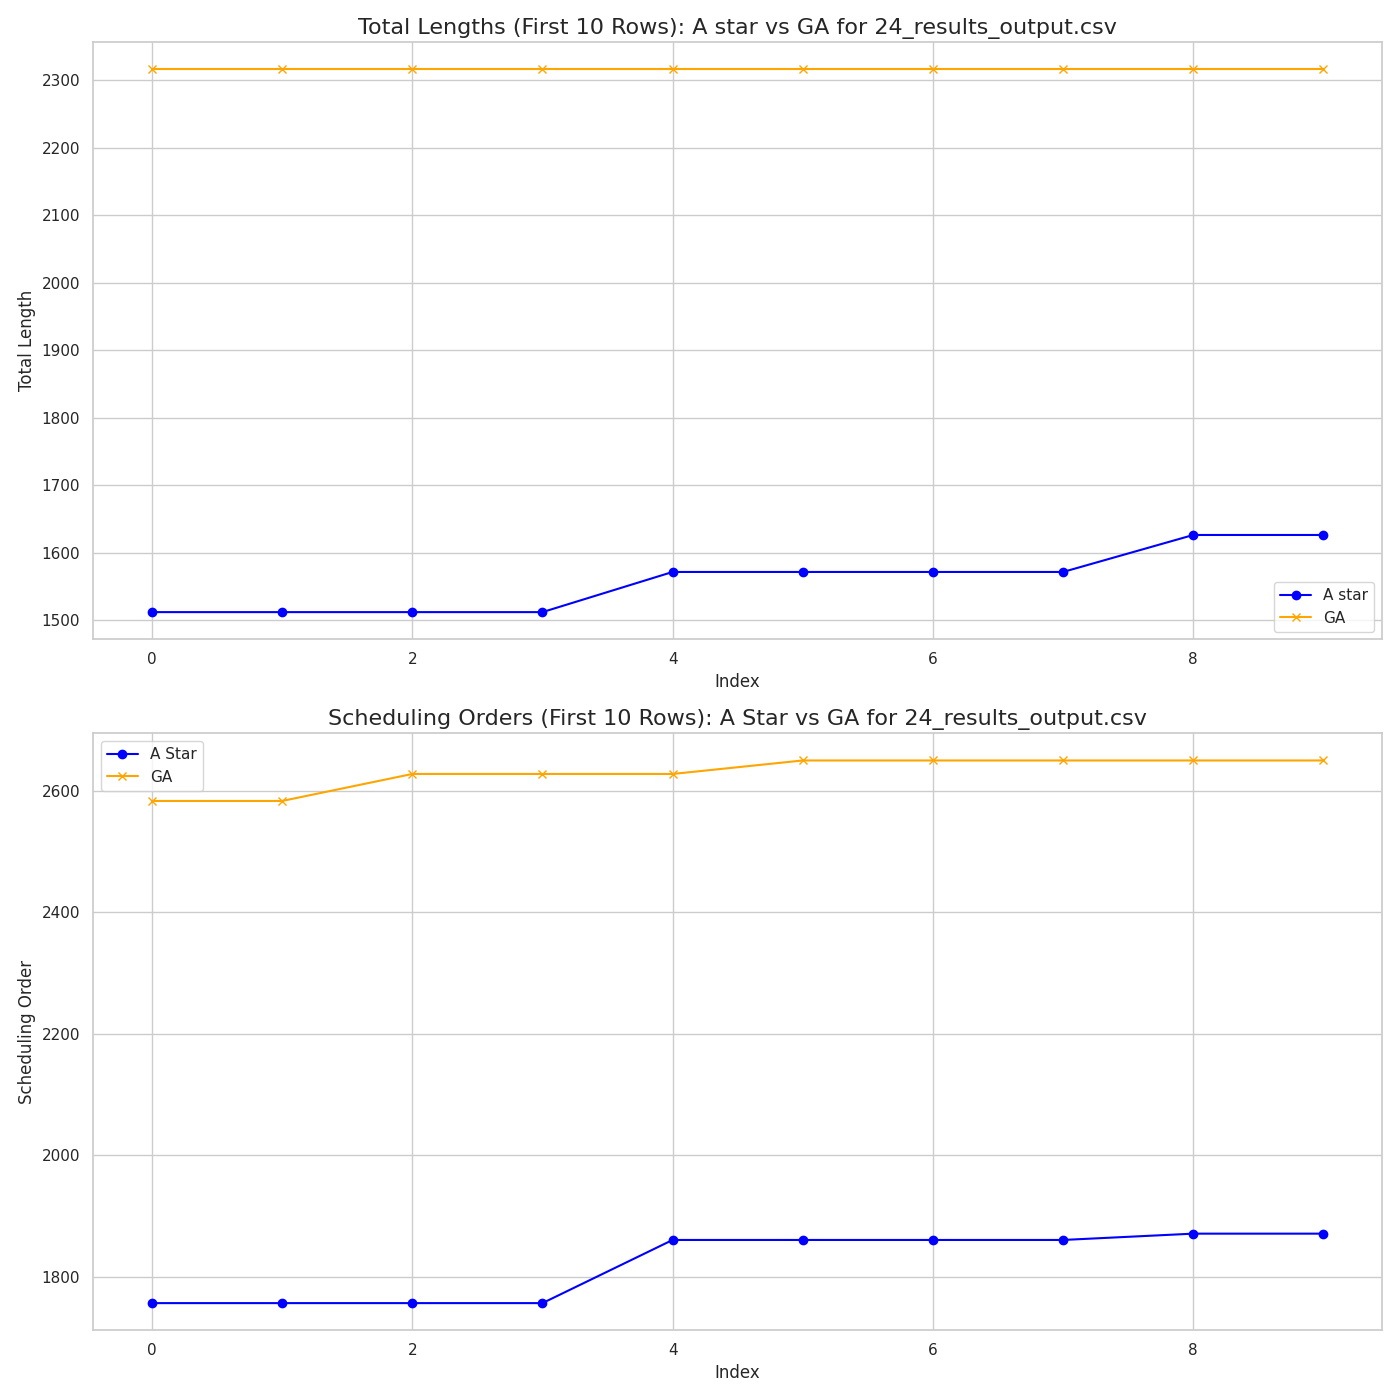 Total Lengths (First 10 Rows): A star vs GA for 24_results_output.csv
2300
2200
2100
2000
1900
1800
1700
1600
1500
Total Length
A star
GA
0 2 4 6 8
Index
Scheduling Orders (First 10 Rows): A Star vs GA for 24_results_output.csv
A Star
GA
2600
2400
2200
2000
1800
Scheduling Order
0 2 4 6 8
Index